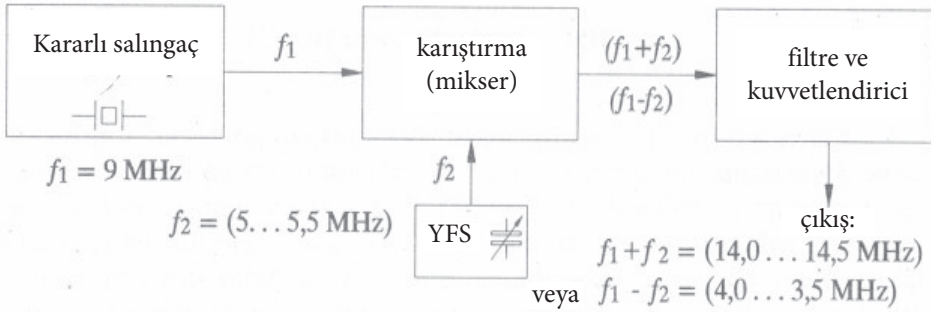 Kararlı salıngaç
f1
karıştırma
(mikser)
(f1+f2)
(f1-f2)
filtre ve
kuvvetlendirici
f1 = 9 MHz
f2
f2 = (5... 5,5 MHz)
YFS
çıkış:
f1+f2 = (14,0...14,5 MHz)
veya f1 - f2 = (4,0...3,5 MHz)